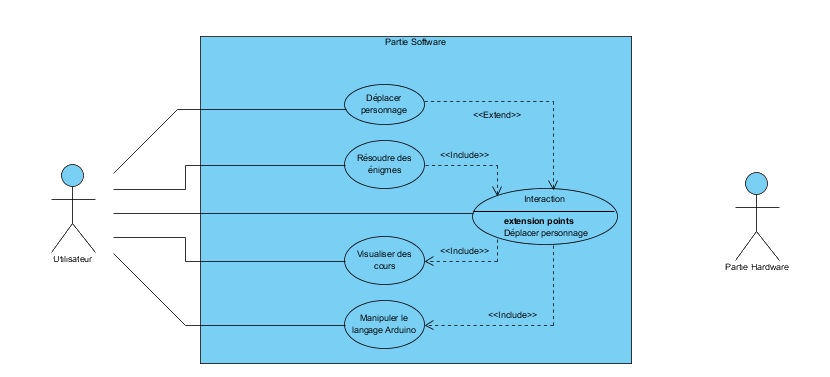 Partie Software
Déplacer
personnage
<<Extend>>
Résoudre des
énigmes
<<Include>>
Interaction
extension points
Déplacer personnage
Visualiser des
cours
<<Include>>
Manipuler le
langage Arduino
<<Include>>
Utilisateur
Partie Hardware